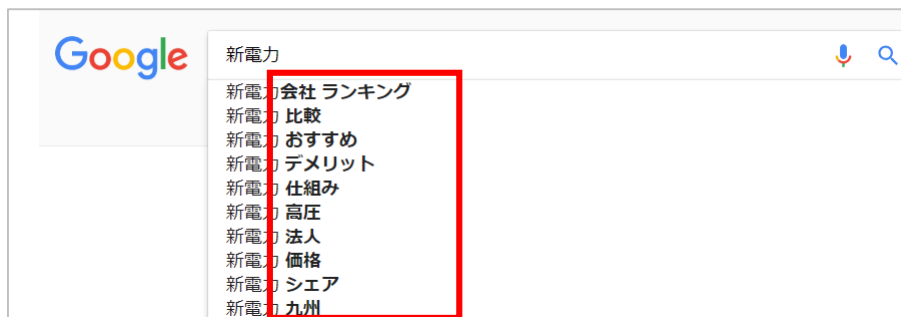 Google
新電力
新電力会社 ランキング
新電力 比較
新電力 おすすめ
新電力 デメリット
新電力 仕組み
新電力 高圧
新電力 法人
新電力 価格
新電力 シェア
新電力 九州